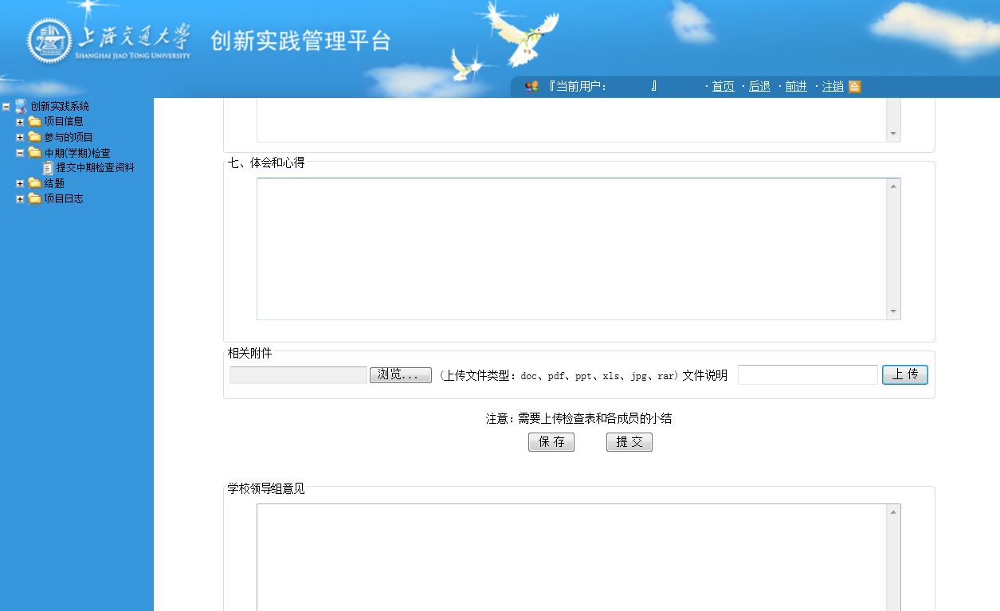 上海交通大学
SHANGHAI JIAO TONG UNIVERSITY
创新实践管理平台
『当前用户: 』 ·首页 ·后退 ·前进 ·注销
创新实践系统
项目信息
参与的项目
中期(学期)检查
提交中期检查资料
结题
项目日志
七、体会和心得
相关附件
浏览... (上传文件类型: doc、pdf、ppt、xls、jpg、rar) 文件说明 上 传
注意: 需要上传检查表和各成员的小结
保 存 提 交
学校领导组意见